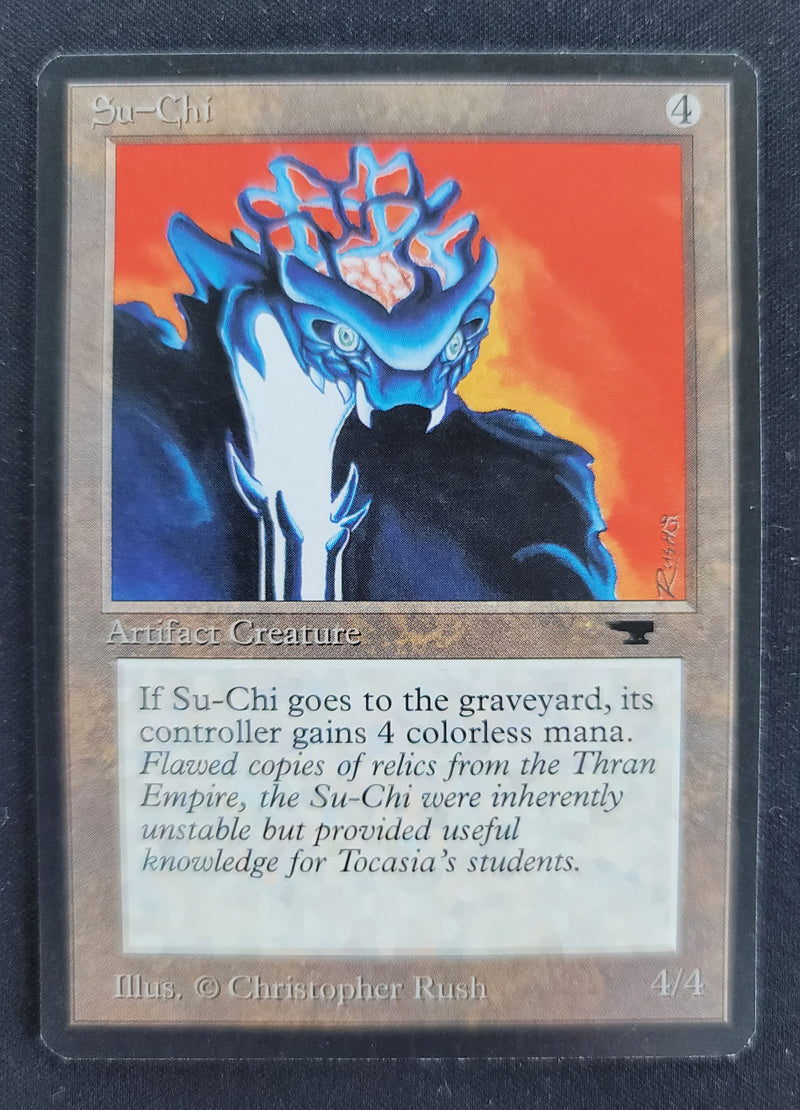 Su-Chi
4
RUSH
Artifact Creature
If Su-Chi goes to the graveyard, its
controller gains 4 colorless mana.
Flawed copies of relics from the Thran
Empire, the Su-Chi were inherently
unstable but provided useful
knowledge for Tocasia's students.
Illus. © Christopher Rush
4/4